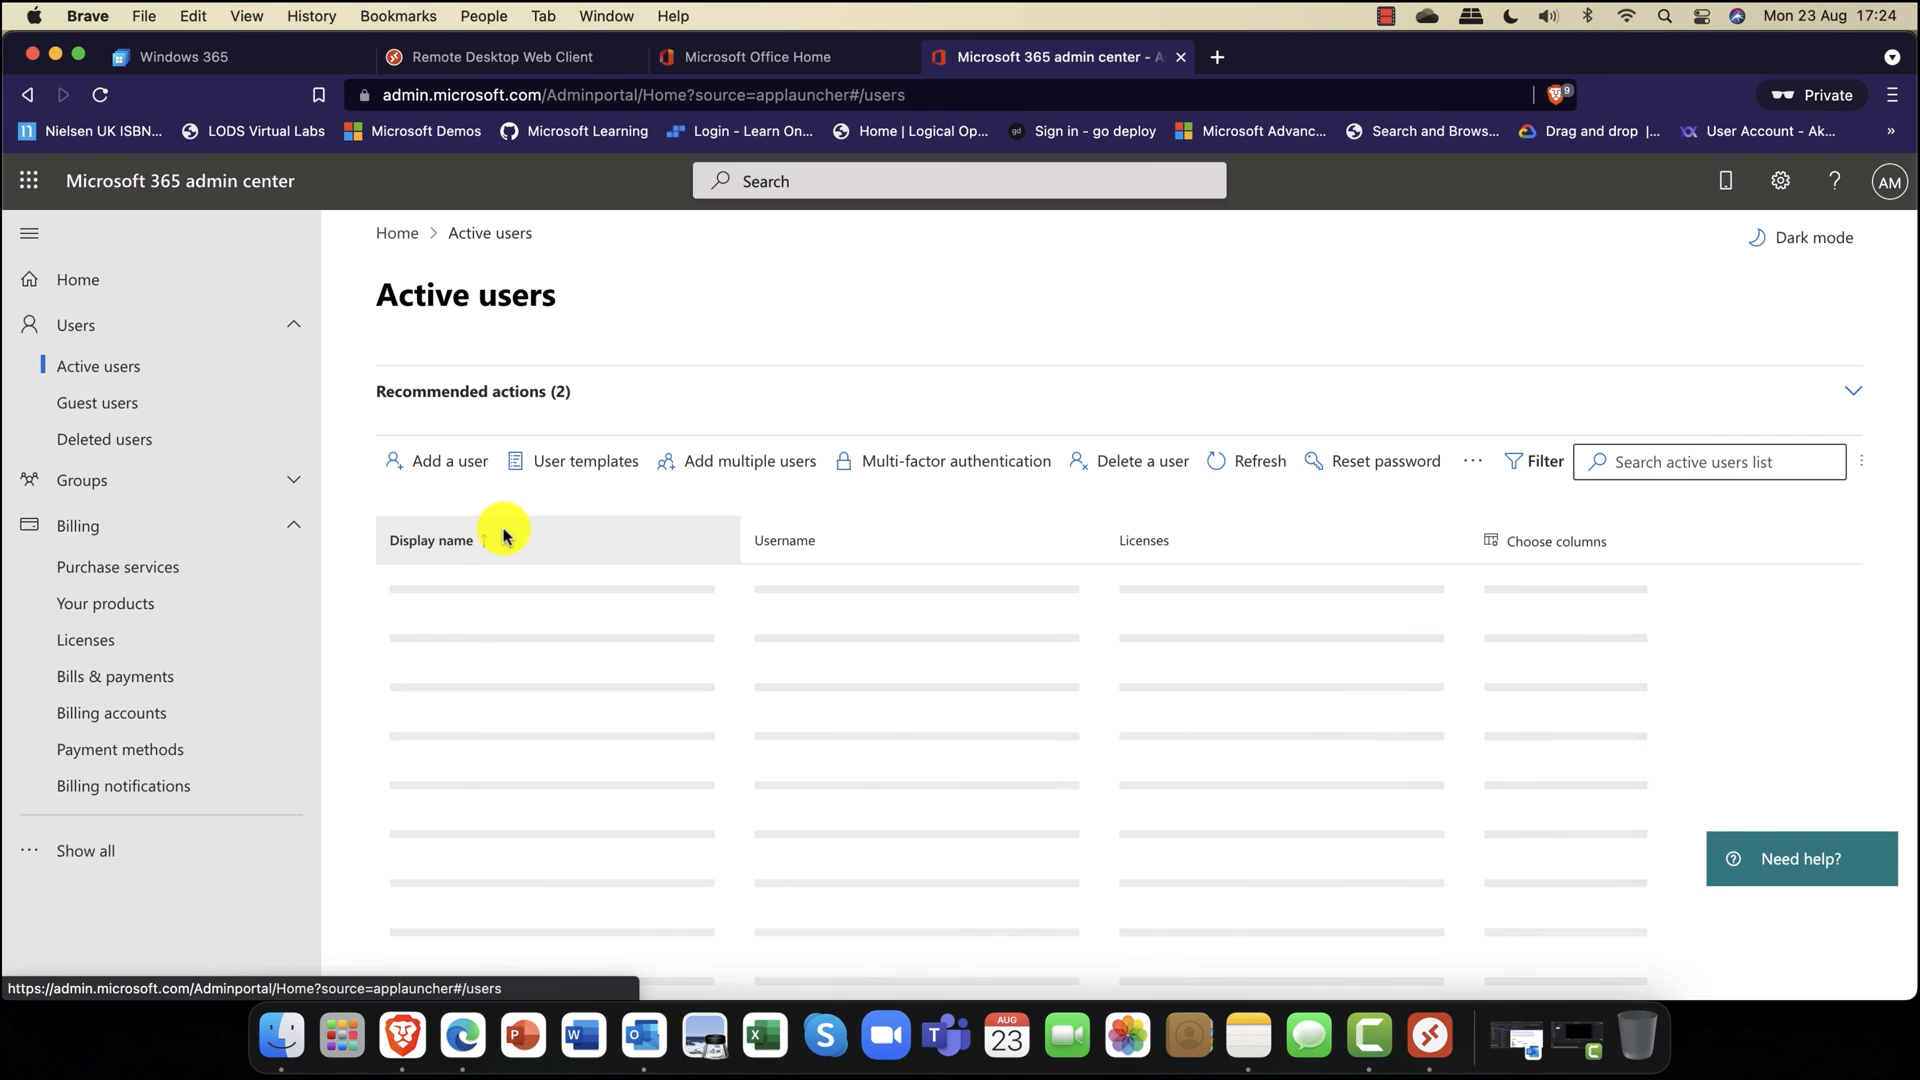 Brave File Edit View History Bookmarks People Tab Window Help Mon 23 Aug 17:24
Windows 365 Remote Desktop Web Client Microsoft Office Home Microsoft 365 admin center - A
admin.microsoft.com/Adminportal/Home?source=applauncher#/users 9 Private
Nielsen UK ISBN... LODS Virtual Labs Microsoft Demos Microsoft Learning Login - Learn On... Home | Logical Op... gd Sign in - go deploy Microsoft Advanc... Search and Brows... Drag and drop |... User Account - Ak... »
Microsoft 365 admin center Search ? AM
Home > Active users
Dark mode
Home
Active users
Users
Active users
Guest users
Deleted users
Groups
Billing
Purchase services
Your products
Licenses
Bills & payments
Billing accounts
Payment methods
Billing notifications
Show all
Recommended actions (2)
Add a user User templates Add multiple users Multi-factor authentication Delete a user Refresh Reset password ... Filter Search active users list
Display name ↑ Username Licenses Choose columns
Need help?
https://admin.microsoft.com/Adminportal/Home?source=applauncher#/users
AUG
23